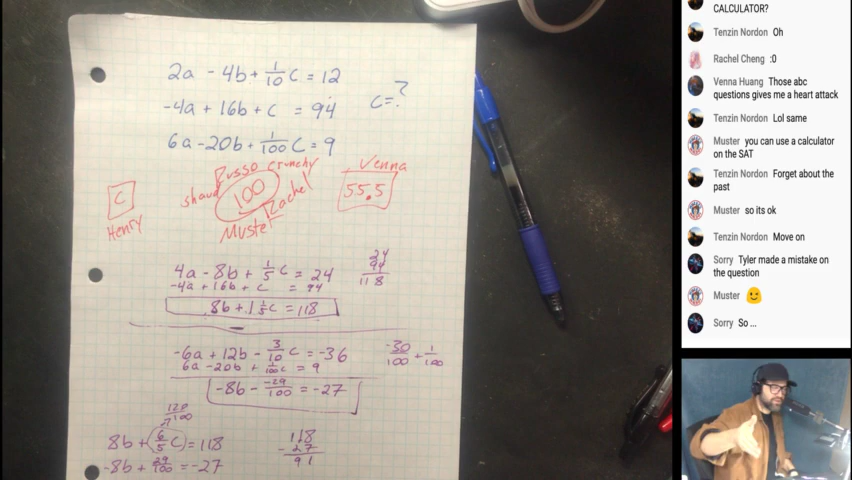 2a - 4b + 1/10 c = 12
-4a + 16b + c = 94
c = ?
6a - 20b + 1/100 c = 9
Russo crunchy
Venna
shaun
100
Rachel
55.5
C
Muster
Henry
4a - 8b + 1/5 c = 24
-4a + 16b + c = 94
24
94
118
8b + 1 1/5 c = 118
-6a + 12b - 3/10 c = -36
6a - 20b + 1/100 c = 9
-30/100 + 1/100
-8b - -29/100 = -27
120/100
8b + 6/5 c = 118
-8b + 29/100 = -27
118
- 27
91
CALCULATOR?
Tenzin Nordon Oh
Rachel Cheng :0
Venna Huang Those abc
questions gives me a heart attack
Tenzin Nordon Lol same
Muster you can use a calculator
on the SAT
Tenzin Nordon Forget about the
past
Muster so its ok
Tenzin Nordon Move on
Sorry Tyler made a mistake on
the question
Muster 😉
Sorry So ...